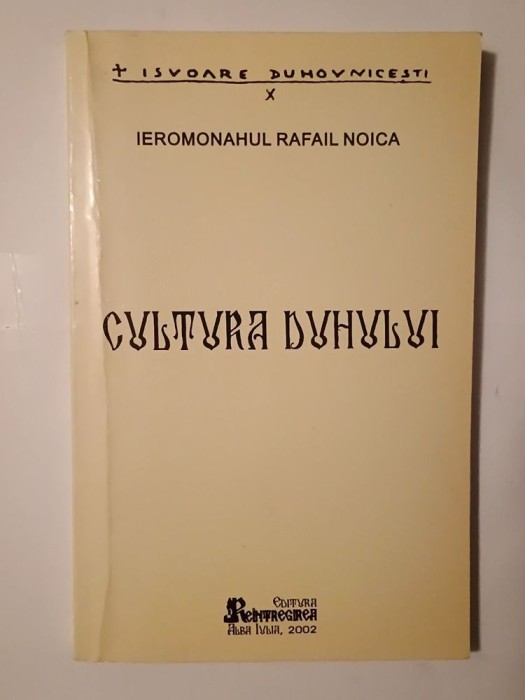 + ISVOARE DUHOVNICEȘTI
X
IEROMONAHUL RAFAIL NOICA
CULTURA DUHULUI
EDITURA
REÎNTREGIREA
ALBA IULIA, 2002